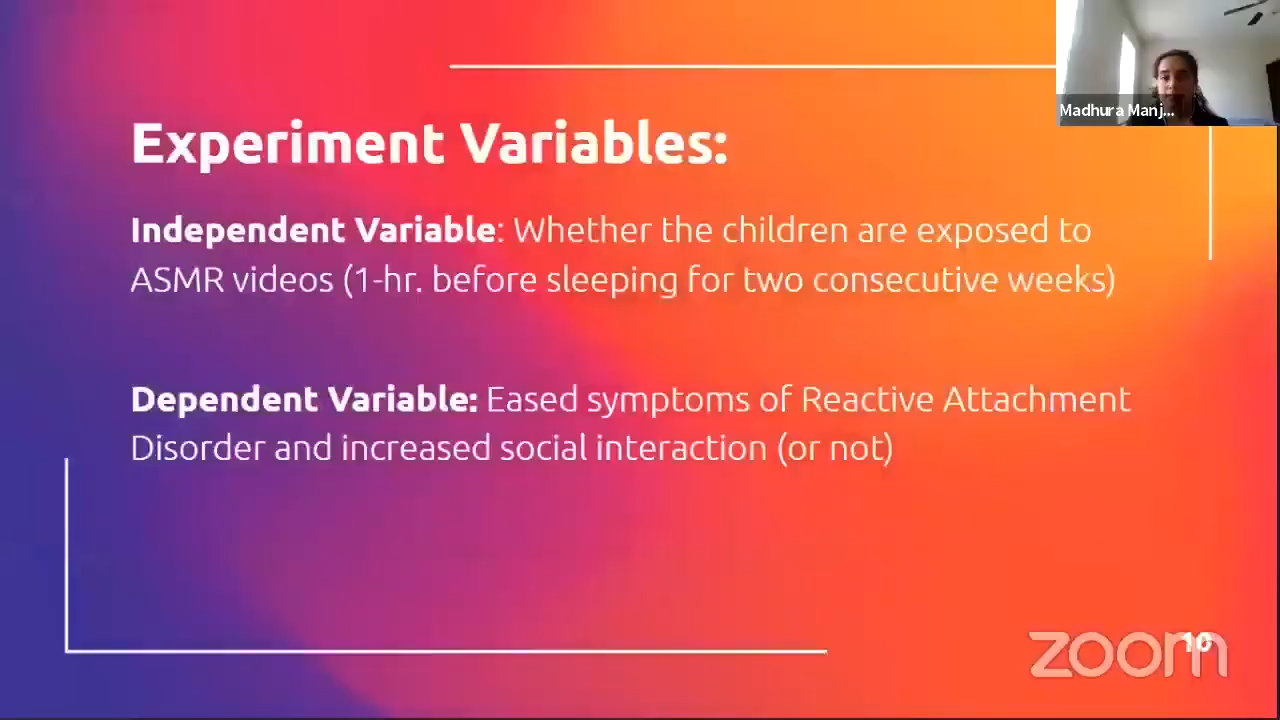 Madhura Manj...
Experiment Variables:
Independent Variable: Whether the children are exposed to
ASMR videos (1-hr. before sleeping for two consecutive weeks)
Dependent Variable: Eased symptoms of Reactive Attachment
Disorder and increased social interaction (or not)
10
zoom